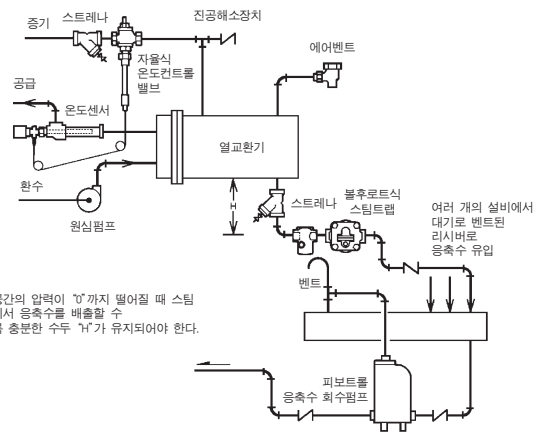 증기
스트레나
진공해소장치
에어벤트
자율식
온도컨트롤
밸브
공급
온도센서
열교환기
환수
원심펌프
H
스트레나
볼후로트식
스팀트랩
여러 개의 설비에서
대기로 벤트된
리시버로
응축수 유입
벤트
공간의 압력이 "0"까지 떨어질 때 스팀
에서 응축수를 배출할 수
충분한 수두 "H"가 유지되어야 한다.
피보트롤
응축수 회수펌프